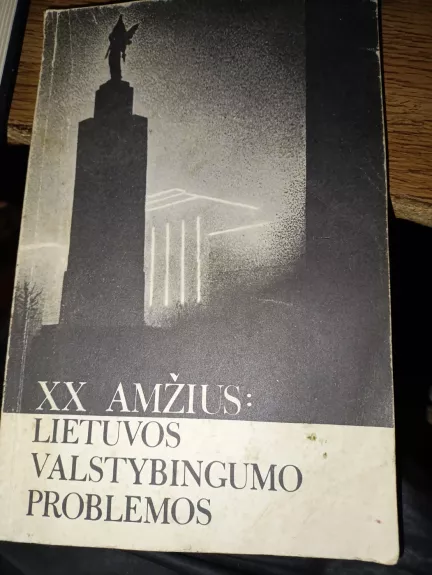 XX AMŽIUS:
LIETUVOS
VALSTYBINGUMO
PROBLEMOS